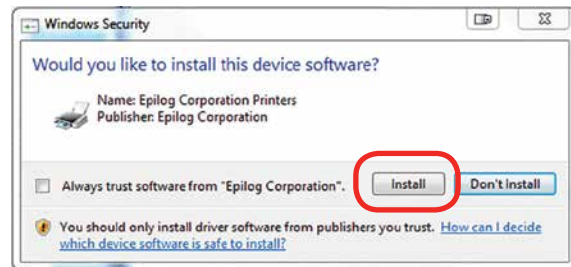 Windows Security
Would you like to install this device software?
Name: Epilog Corporation Printers
Publisher: Epilog Corporation
Always trust software from "Epilog Corporation".
Install
Don't Install
You should only install driver software from publishers you trust. How can I decide
which device software is safe to install?